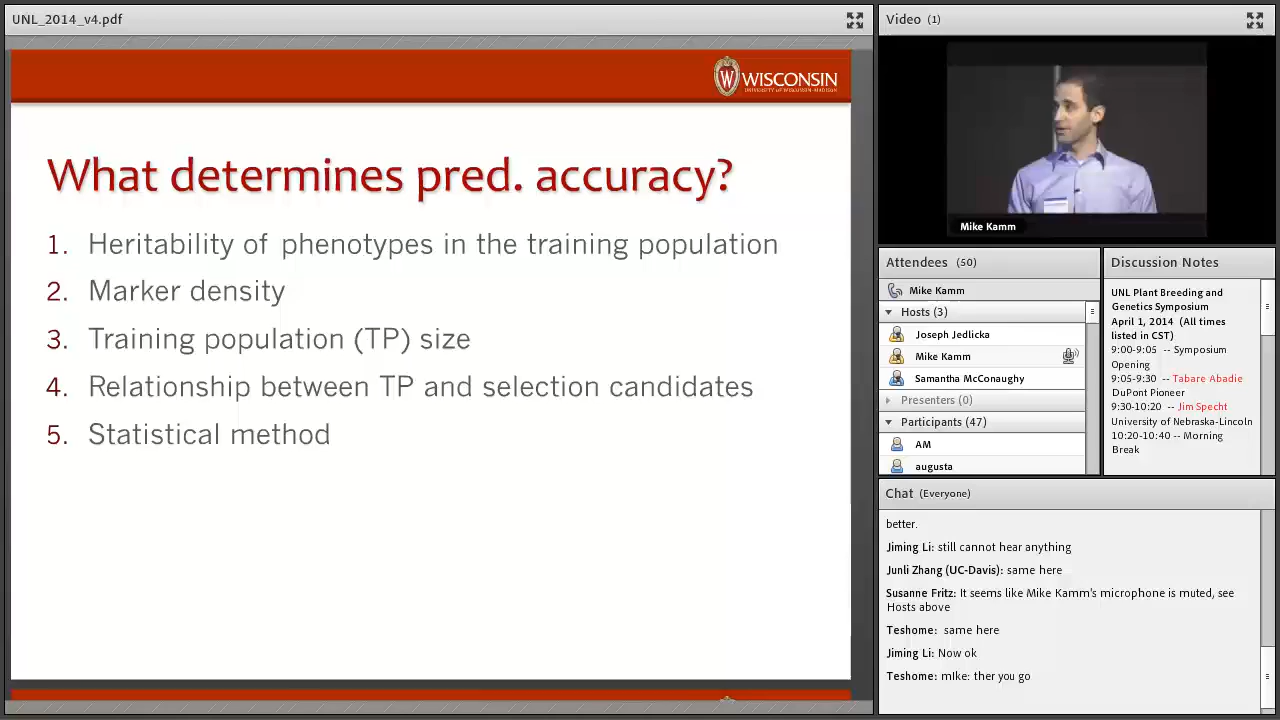 UNL_2014_v4.pdf
WISCONSIN
UNIVERSITY OF WISCONSIN-MADISON
What determines pred. accuracy?
1. Heritability of phenotypes in the training population
2. Marker density
3. Training population (TP) size
4. Relationship between TP and selection candidates
5. Statistical method
Video (1)
Mike Kamm
Attendees (50)
Mike Kamm
Hosts (3)
Joseph Jedlicka
Mike Kamm
Samantha McConaughy
Presenters (0)
Participants (47)
AM
augusta
Discussion Notes
UNL Plant Breeding and
Genetics Symposium
April 1, 2014 (All times
listed in CST)
9:00-9:05 -- Symposium
Opening
9:05-9:30 -- Tabare Abadie
DuPont Pioneer
9:30-10:20 -- Jim Specht
University of Nebraska-Lincoln
10:20-10:40 -- Morning
Break
Chat (Everyone)
better.
Jiming Li: still cannot hear anything
Junli Zhang (UC-Davis): same here
Susanne Fritz: It seems like Mike Kamm's microphone is muted, see
Hosts above
Teshome: same here
Jiming Li: Now ok
Teshome: mIke: ther you go